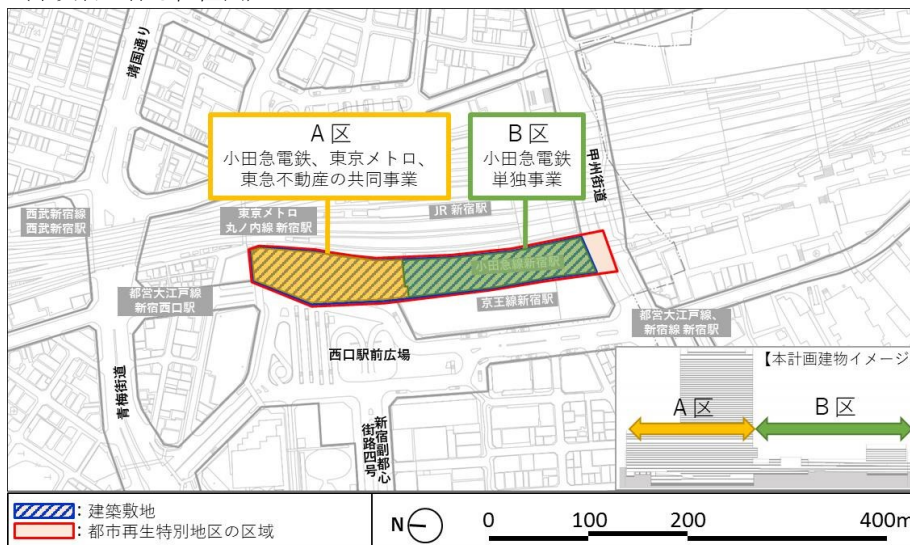 靖国通り
A区
小田急電鉄、東京メトロ、
東急不動産の共同事業
B区
小田急電鉄
単独事業
甲州街道
西武新宿線
西武新宿駅
東京メトロ
丸ノ内線 新宿駅
JR 新宿駅
小田急線新宿駅
都営大江戸線
新宿西口駅
京王線新宿駅
都営大江戸線、
新宿線 新宿駅
西口駅前広場
青梅街道
新宿副都心
街路四号
【本計画建物イメージ
A区
B区
: 建築敷地
: 都市再生特別地区の区域
N
0 100 200 400m